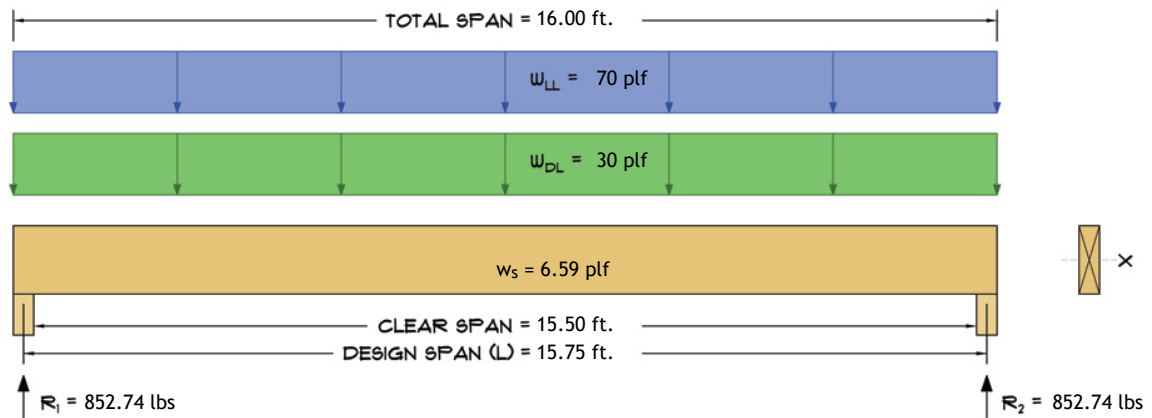 TOTAL SPAN = 16.00 ft.
WLL = 70 plf
WDL = 30 plf
ws = 6.59 plf
X
CLEAR SPAN = 15.50 ft.
DESIGN SPAN (L) = 15.75 ft.
R1 = 852.74 lbs
R2 = 852.74 lbs